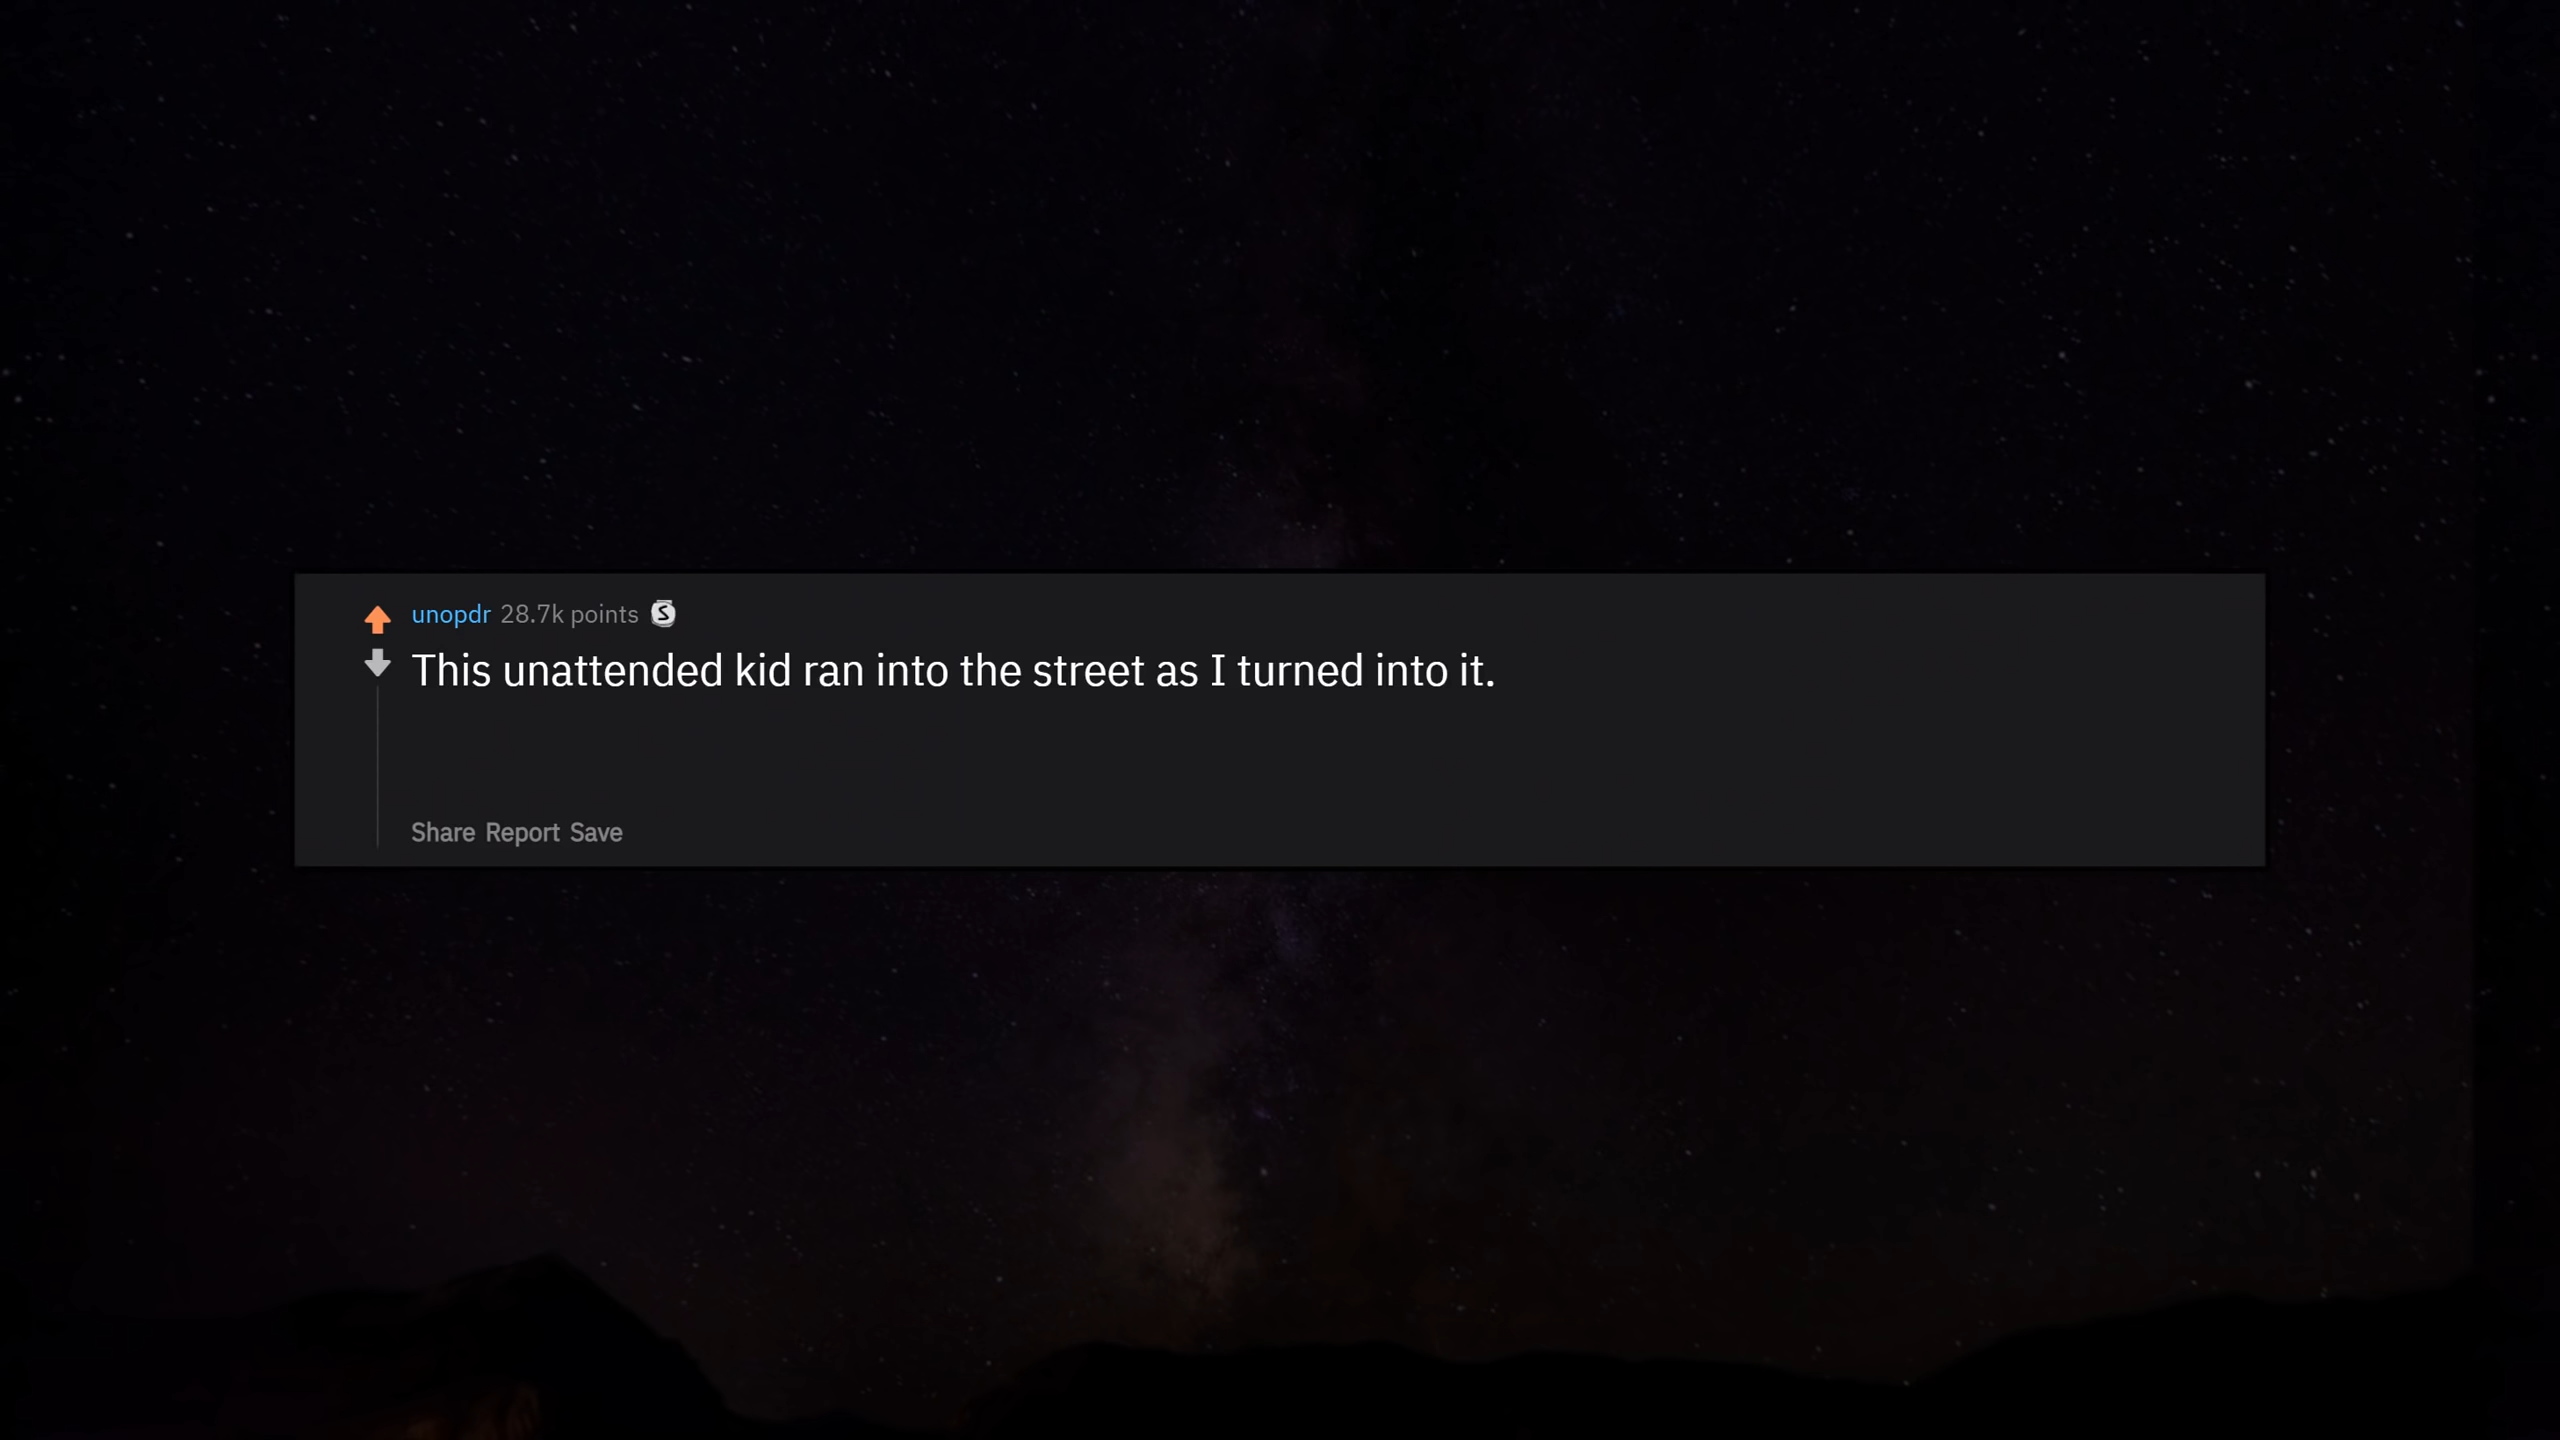 unopdr 28.7k points
This unattended kid ran into the street as I turned into it.
Share Report Save